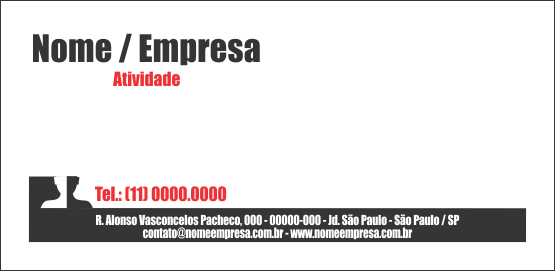 Nome / Empresa
Atividade
Tel.: (11) 0000.0000
R. Alonso Vasconcelos Pacheco, 000 - 00000-000 - Jd. São Paulo - São Paulo / SP
contato@nomeempresa.com.br - www.nomeempresa.com.br